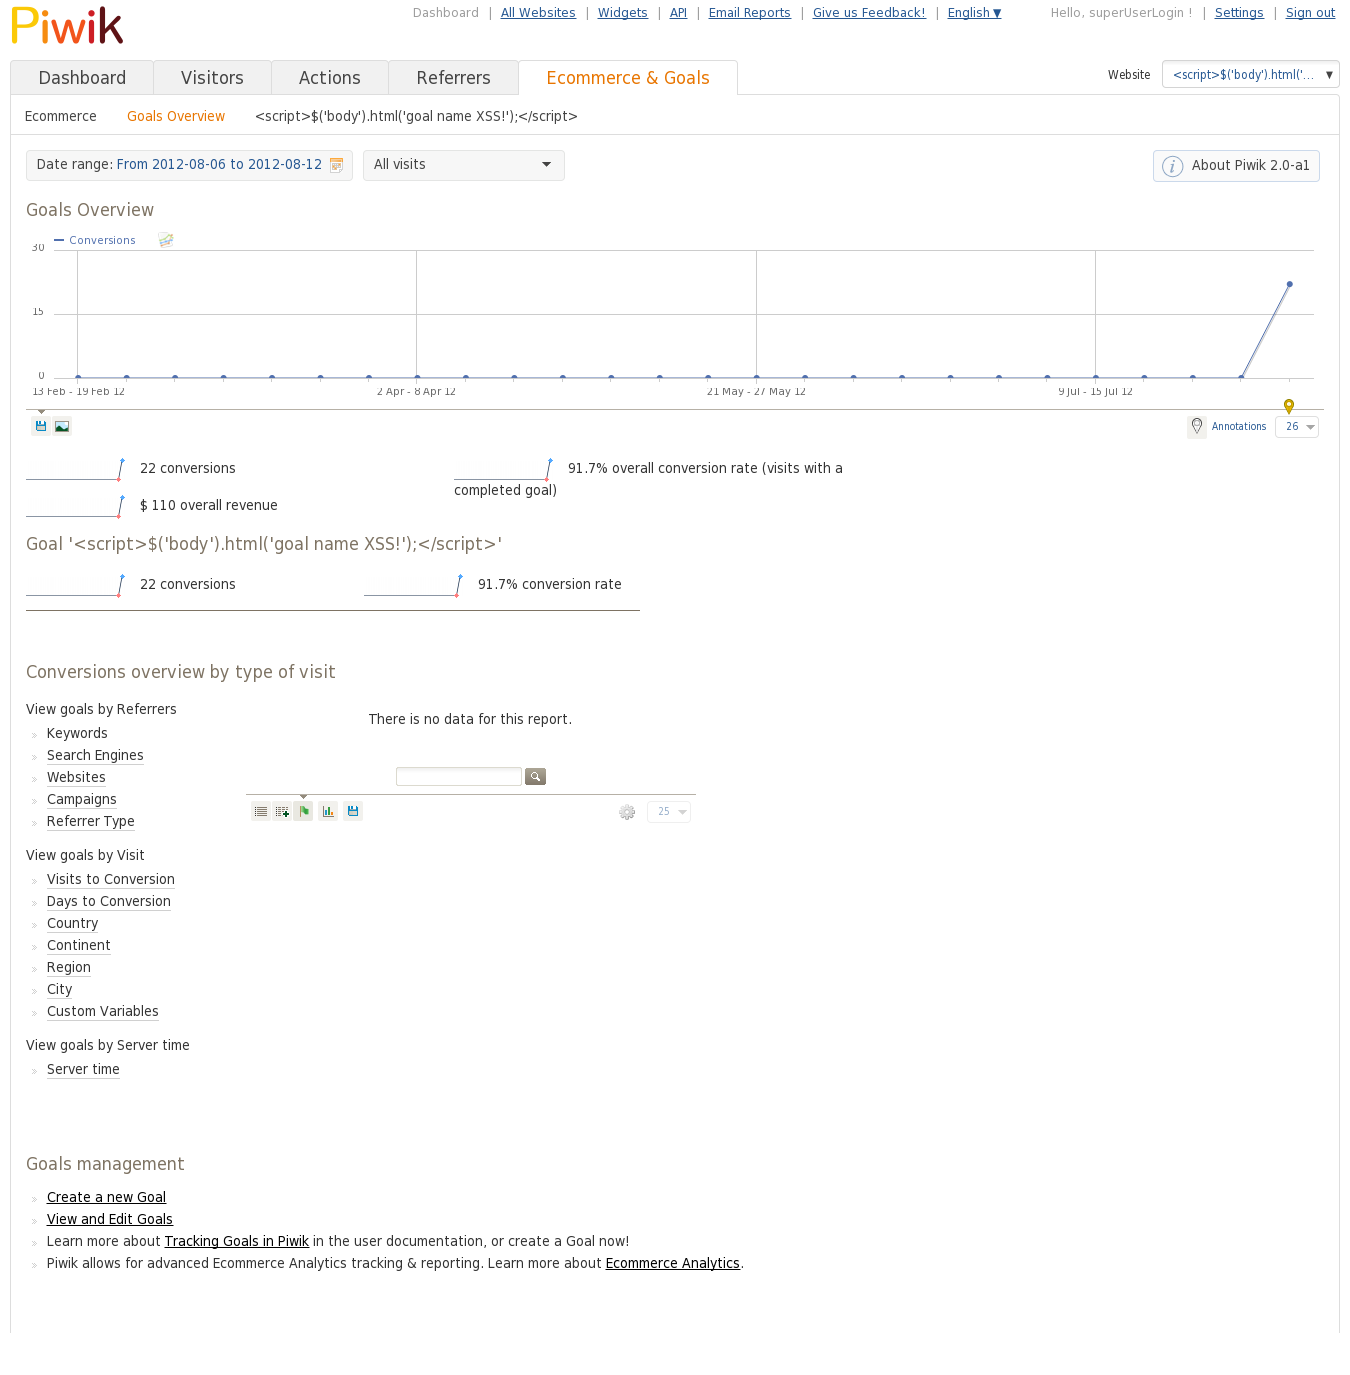 Piwik
Dashboard | All Websites | Widgets | API | Email Reports | Give us Feedback! | English ▼ Hello, superUserLogin ! | Settings | Sign out
Dashboard Visitors Actions Referrers Ecommerce & Goals Website <script>$('body').html('... ▼
Ecommerce Goals Overview <script>$('body').html('goal name XSS!');</script>
Date range: From 2012-08-06 to 2012-08-12 All visits About Piwik 2.0-a1
Goals Overview
Conversions
30
15
0
13 Feb - 19 Feb 12 2 Apr - 8 Apr 12 21 May - 27 May 12 9 Jul - 15 Jul 12
Annotations 26
22 conversions 91.7% overall conversion rate (visits with a
completed goal)
$ 110 overall revenue
Goal '<script>$('body').html('goal name XSS!');</script>'
22 conversions 91.7% conversion rate
Conversions overview by type of visit
View goals by Referrers
There is no data for this report.
Keywords
Search Engines
Websites
Campaigns
Referrer Type
25
View goals by Visit
Visits to Conversion
Days to Conversion
Country
Continent
Region
City
Custom Variables
View goals by Server time
Server time
Goals management
Create a new Goal
View and Edit Goals
Learn more about Tracking Goals in Piwik in the user documentation, or create a Goal now!
Piwik allows for advanced Ecommerce Analytics tracking & reporting. Learn more about Ecommerce Analytics.